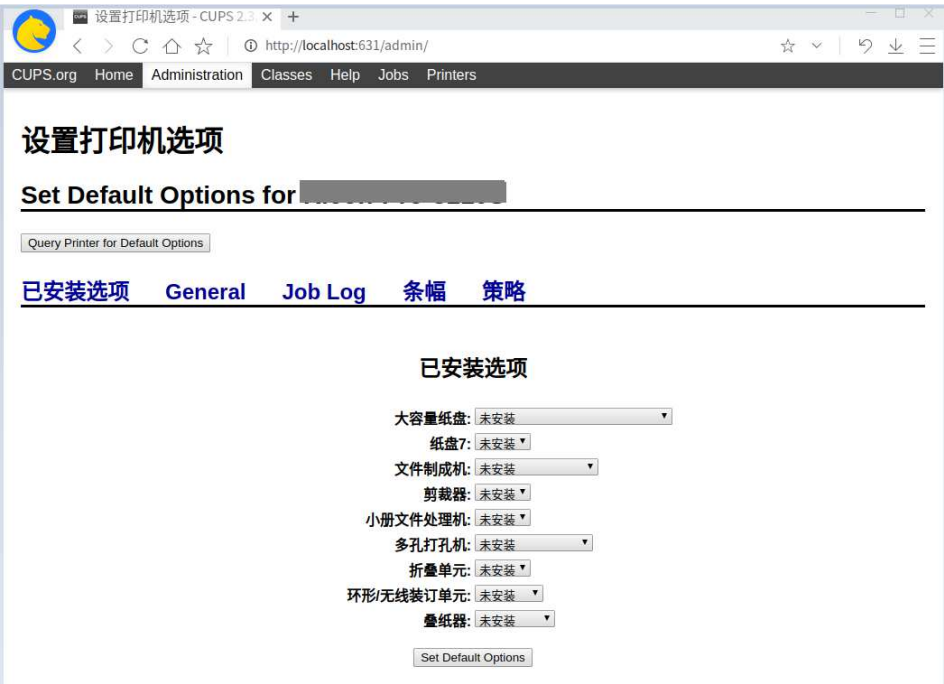 设置打印机选项 - CUPS 2.3.
http://localhost:631/admin/
CUPS.org Home Administration Classes Help Jobs Printers
设置打印机选项
Set Default Options for
Query Printer for Default Options
已安装选项 General Job Log 条幅 策略
已安装选项
大容量纸盘: 未安装
纸盘7: 未安装
文件制成机: 未安装
剪裁器: 未安装
小册文件处理机: 未安装
多孔打孔机: 未安装
折叠单元: 未安装
环形/无线装订单元: 未安装
叠纸器: 未安装
Set Default Options